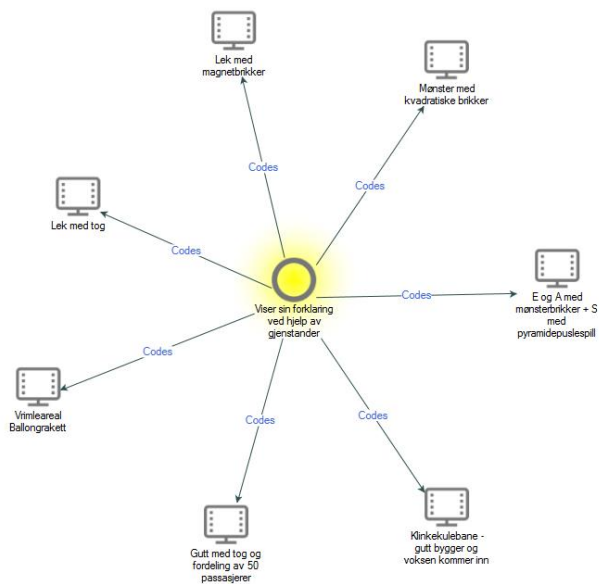 Lek med
magnetbrikker
Mønster med
kvadratiske brikker
Codes
Codes
Lek med tog
Codes
E og A med
mønsterbrikker + S
med
pyramidepuslespill
Codes
Viser sin forklaring
ved hjelp av
gjenstander
Codes
Vrimleareal
Ballongrakett
Codes
Codes
Gutt med tog og
fordeling av 50
passasjerer
Klinkekulebane -
gutt bygger og
voksen kommer inn